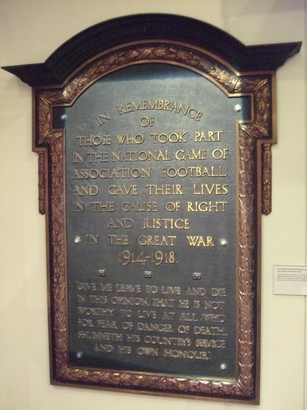 IN REMEMBRANCE
OF
THOSE WHO TOOK PART
IN THE NATIONAL GAME OF
ASSOCIATION FOOTBALL,
AND GAVE THEIR LIVES
IN THE CAUSE OF RIGHT
AND JUSTICE
IN THE GREAT WAR
1914-1918.
"GIVE ME LEAVE TO LIVE AND DIE
IN THIS OPINION, THAT HE IS NOT
WORTHY TO LIVE AT ALL, WHO
FOR FEAR OF DANGER OF DEATH,
SHUNNETH HIS COUNTRY'S SERVICE
AND HIS OWN HONOUR."